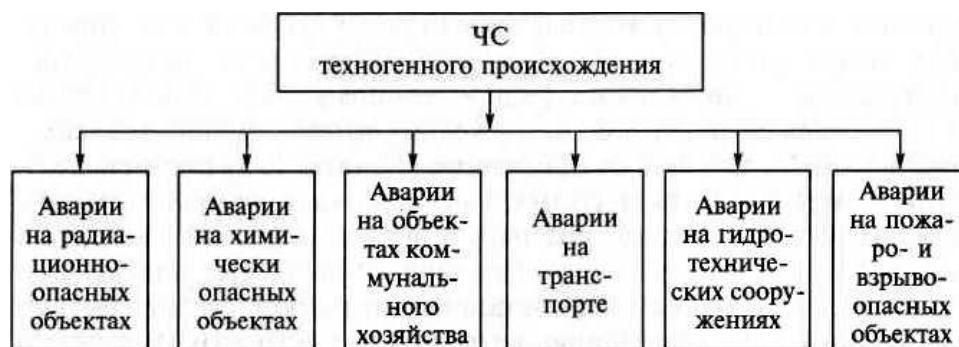 ЧС
техногенного происхождения
Аварии
на радиа-
ционно-
опасных
объектах
Аварии
на хими-
чески
опасных
объектах
Аварии
на объек-
тах ком-
муналь-
ного
хозяйства
Аварии
на
транс-
порте
Аварии
на гидро-
техниче-
ских соору-
жениях
Аварии
на пожа-
ро- и
взрыво-
опасных
объектах